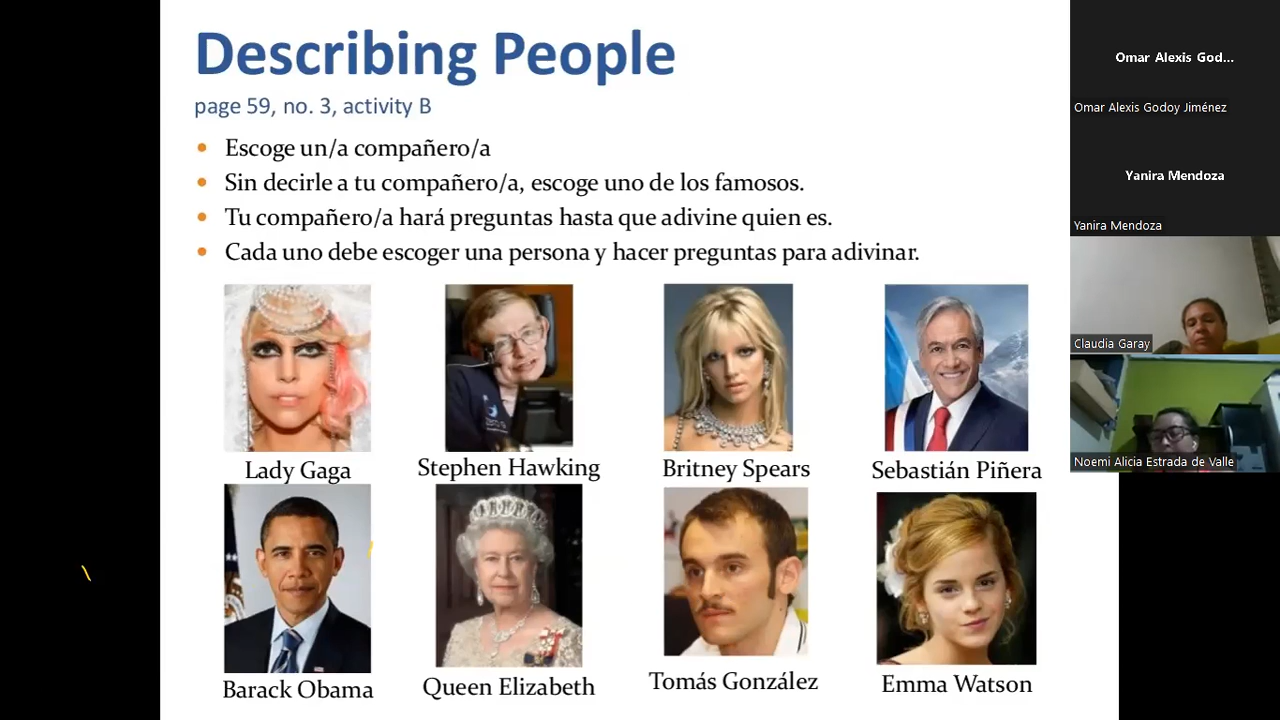 Describing People
page 59, no. 3, activity B
• Escoge un/a compañero/a
• Sin decirle a tu compañero/a, escoge uno de los famosos.
• Tu compañero/a hará preguntas hasta que adivine quien es.
• Cada uno debe escoger una persona y hacer preguntas para adivinar.
Lady Gaga
Stephen Hawking
Britney Spears
Sebastián Piñera
Barack Obama
Queen Elizabeth
Tomás González
Emma Watson
Omar Alexis God...
Omar Alexis Godoy Jiménez
Yanira Mendoza
Yanira Mendoza
Claudia Garay
Noemi Alicia Estrada de Valle